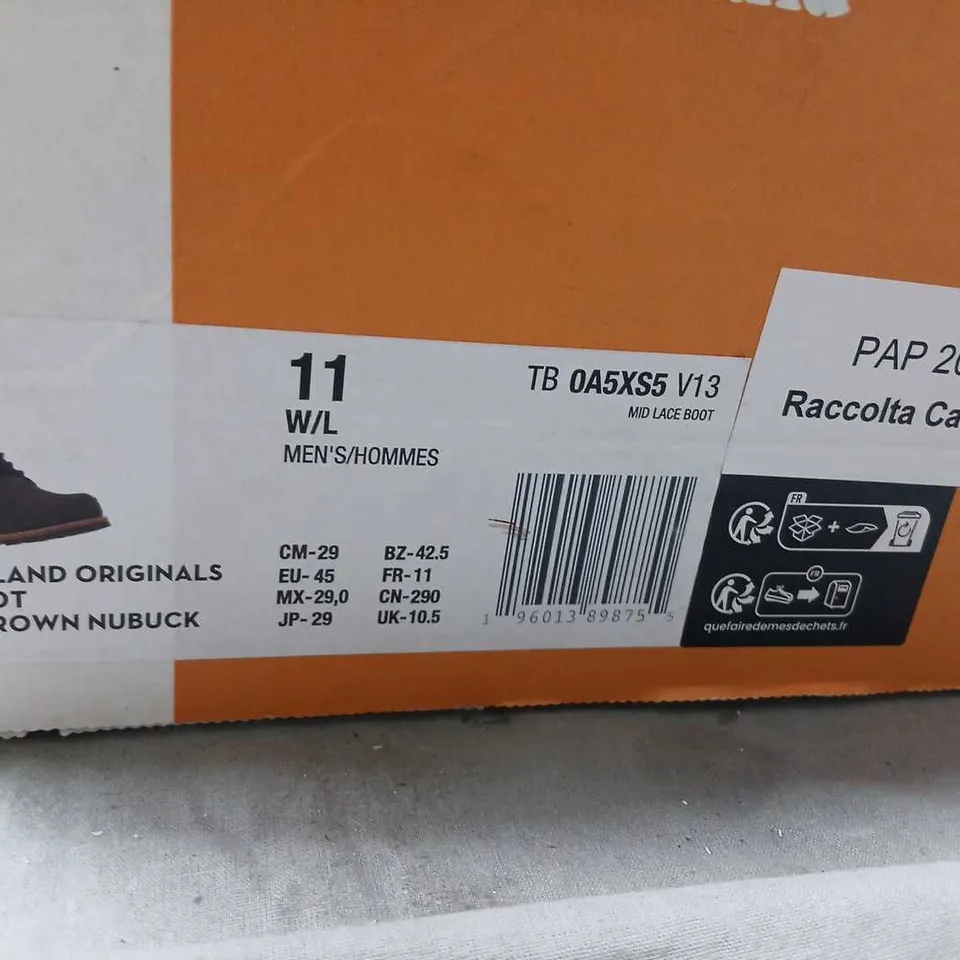 11
W/L
MEN'S/HOMMES
TB 0A5XS5 V13
MID LACE BOOT
LAND ORIGINALS
OT
ROWN NUBUCK
CM-29 BZ-42.5
EU- 45 FR-11
MX-29,0 CN-290
JP- 29 UK-10.5
1 96013 89875 5
PAP 20
Raccolta Ca
FR
FR
quefairedemesdechets.fr